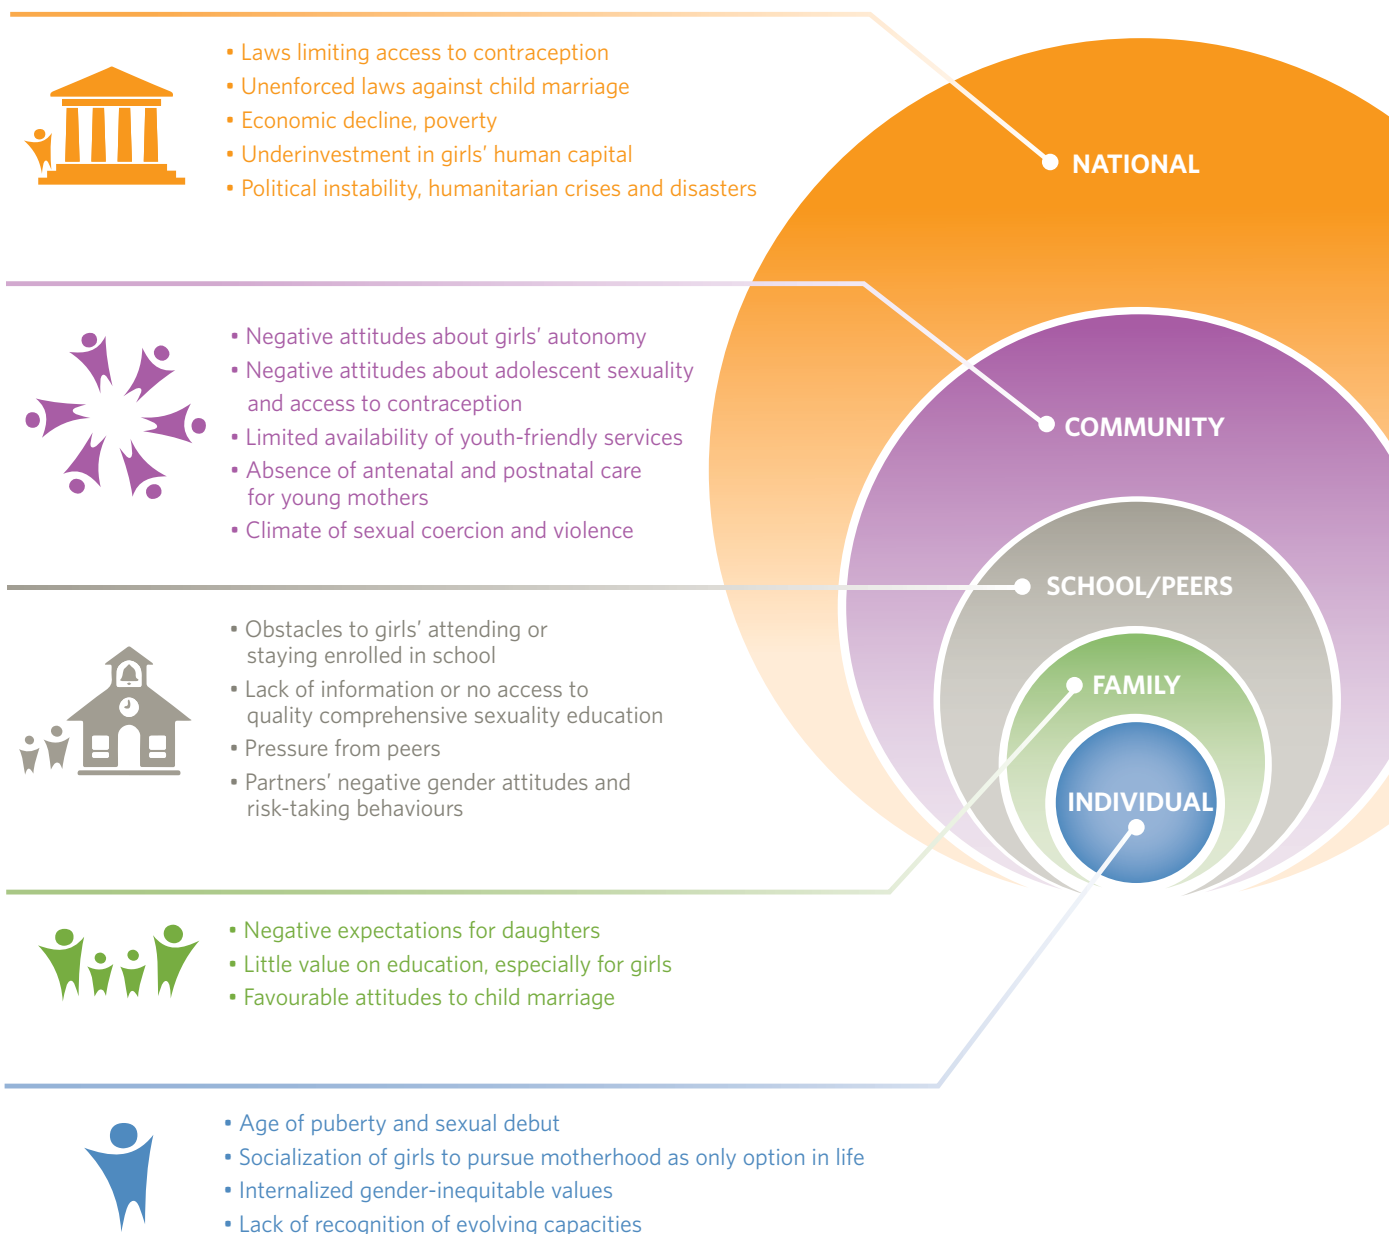 • Laws limiting access to contraception
• Unenforced laws against child marriage
• Economic decline, poverty
• Underinvestment in girls’ human capital
• Political instability, humanitarian crises and disasters
NATIONAL
• Negative attitudes about girls’ autonomy
• Negative attitudes about adolescent sexuality
and access to contraception
• Limited availability of youth-friendly services
• Absence of antenatal and postnatal care
for young mothers
• Climate of sexual coercion and violence
COMMUNITY
SCHOOL/PEERS
• Obstacles to girls’ attending or
staying enrolled in school
• Lack of information or no access to
quality comprehensive sexuality education
• Pressure from peers
• Partners’ negative gender attitudes and
risk-taking behaviours
FAMILY
INDIVIDUAL
• Negative expectations for daughters
• Little value on education, especially for girls
• Favourable attitudes to child marriage
• Age of puberty and sexual debut
• Socialization of girls to pursue motherhood as only option in life
• Internalized gender-inequitable values
• Lack of recognition of evolving capacities